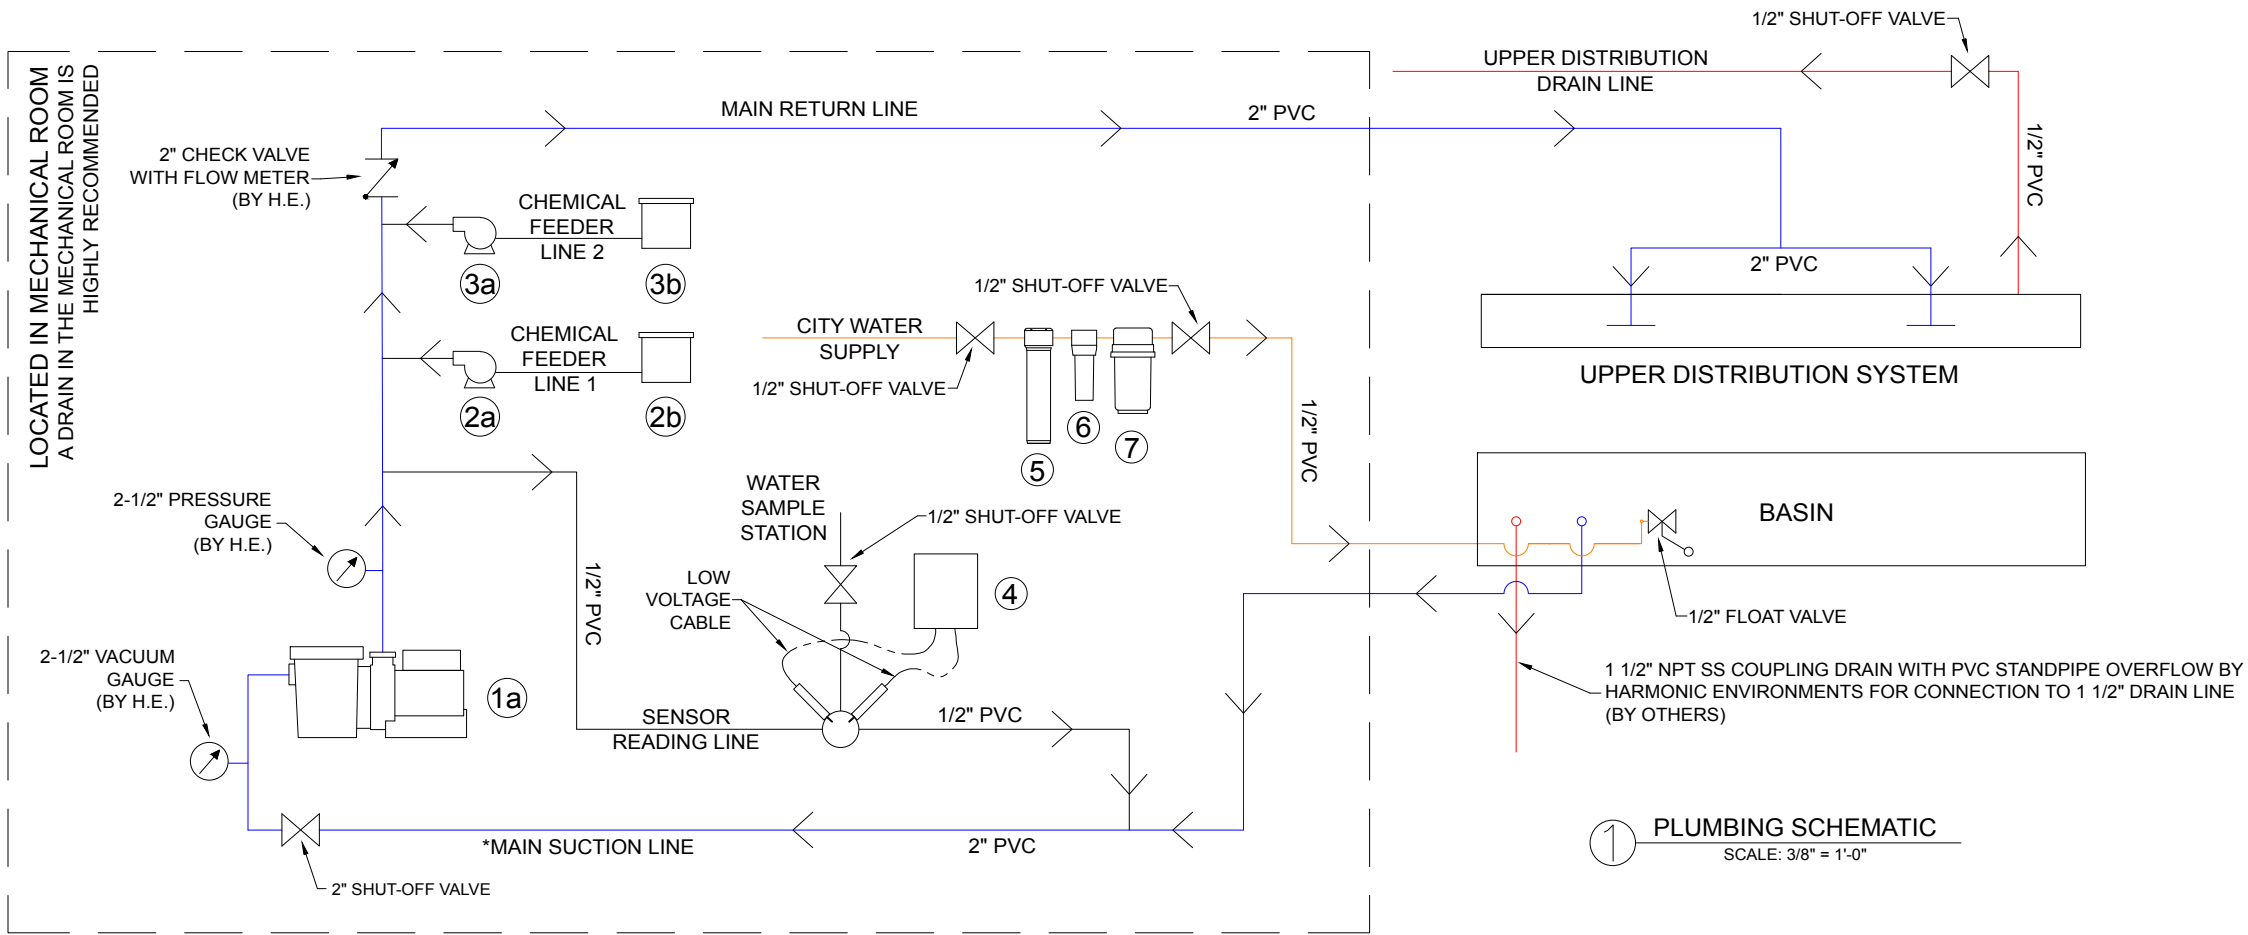 LOCATED IN MECHANICAL ROOM
A DRAIN IN THE MECHANICAL ROOM IS
HIGHLY RECOMMENDED
1/2" SHUT-OFF VALVE
UPPER DISTRIBUTION
DRAIN LINE
1/2" PVC
MAIN RETURN LINE
2" PVC
2" CHECK VALVE
WITH FLOW METER
(BY H.E.)
CHEMICAL
FEEDER
LINE 2
3a
3b
2" PVC
UPPER DISTRIBUTION SYSTEM
CHEMICAL
FEEDER
LINE 1
2a
2b
1/2" SHUT-OFF VALVE
CITY WATER
SUPPLY
1/2" SHUT-OFF VALVE
5
6
7
1/2" PVC
2-1/2" PRESSURE
GAUGE
(BY H.E.)
WATER
SAMPLE
STATION
1/2" SHUT-OFF VALVE
LOW
VOLTAGE
CABLE
4
1/2" PVC
BASIN
1/2" FLOAT VALVE
2-1/2" VACUUM
GAUGE
(BY H.E.)
1a
SENSOR
READING LINE
1/2" PVC
1 1/2" NPT SS COUPLING DRAIN WITH PVC STANDPIPE OVERFLOW BY
HARMONIC ENVIRONMENTS FOR CONNECTION TO 1 1/2" DRAIN LINE
(BY OTHERS)
*MAIN SUCTION LINE
2" PVC
2" SHUT-OFF VALVE
1
PLUMBING SCHEMATIC
SCALE: 3/8" = 1'-0"